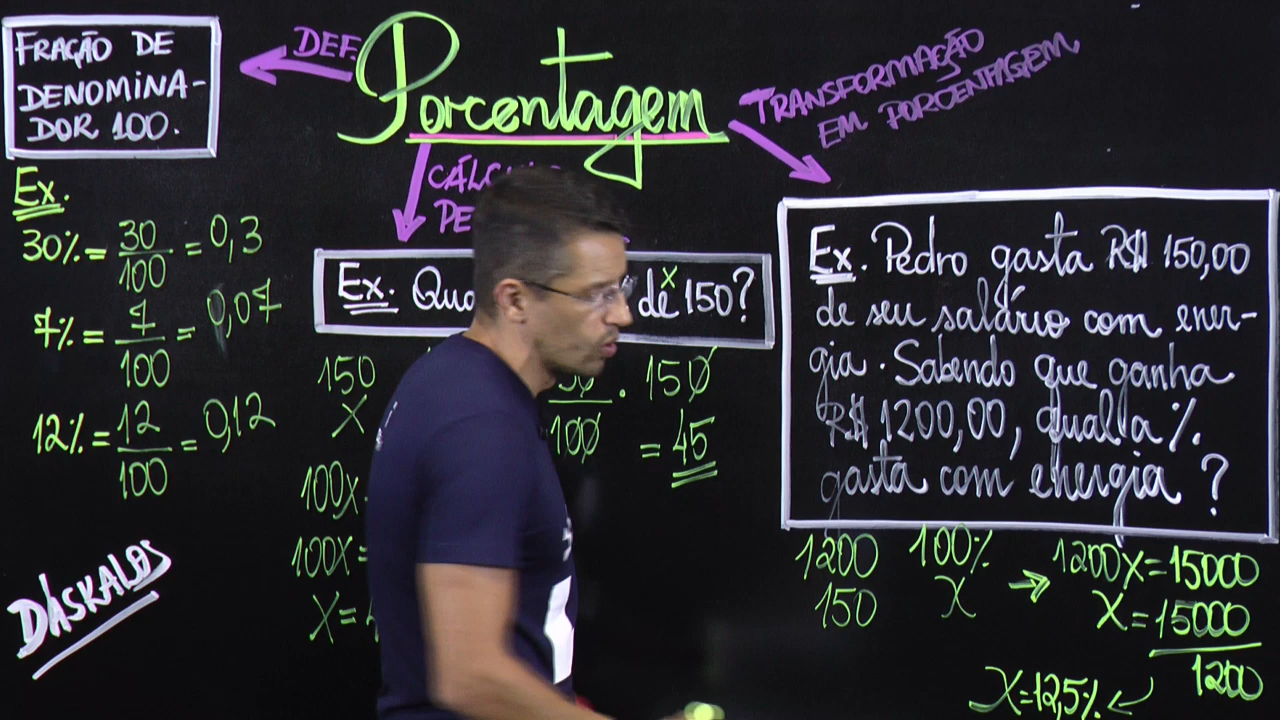 Porcentagem
DEF.
FRAÇÃO DE
DENOMINA-
DOR 100.
Ex.
30% = 30/100 = 0,3
7% = 7/100 = 0,07
12% = 12/100 = 0,12
DÁSKALOS
Ex. de 150?
x
150
X
100X
100X=
X=
100 . 150
= 45
TRANSFORMAÇÃO
EM PORCENTAGEM
Ex. Pedro gasta R$ 150,00
de seu salário com ener-
gia. Sabendo que ganha
R$ 1200,00, qual a %
gasta com energia?
1200 100%
150 X
1200X=15000
X=15000/1200
X=12,5%